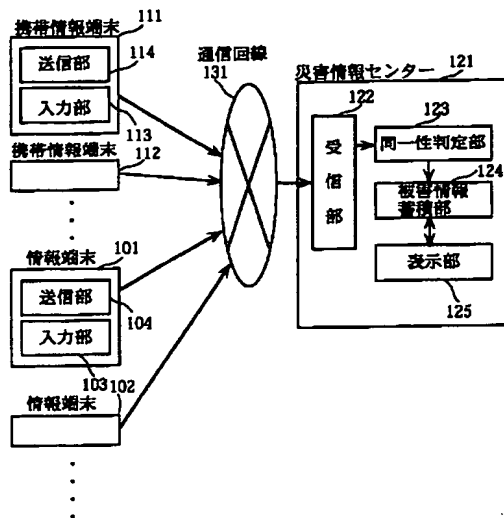 携帯情報端末 111
送信部
114
入力部
113
携帯情報端末
112
情報端末
101
送信部
104
入力部
103
102
情報端末
通信回線
131
災害情報センター 121
122
受信部
123
同一性判定部
124
被害情報
蓄積部
表示部
125